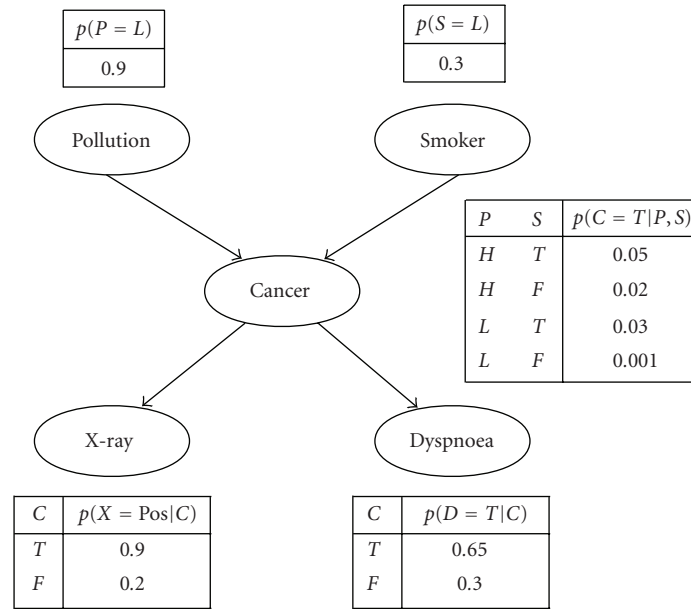 p(P = L)
0.9
p(S = L)
0.3
Pollution
Smoker
P S p(C = T|P, S)
H T 0.05
H F 0.02
L T 0.03
L F 0.001
Cancer
X-ray
Dyspnoea
C p(X = Pos|C)
T 0.9
F 0.2
C p(D = T|C)
T 0.65
F 0.3